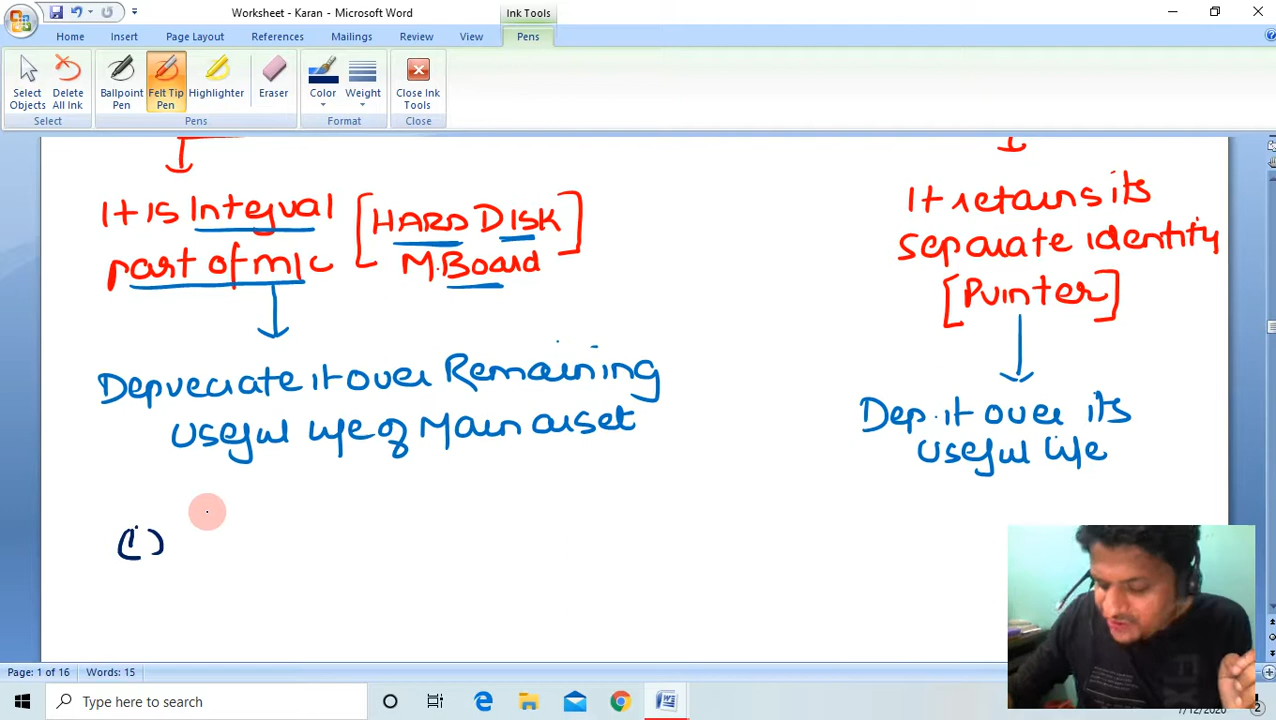 Worksheet - Karan - Microsoft Word
Ink Tools
Home Insert Page Layout References Mailings Review View Pens
Select Objects
Delete All Ink
Ballpoint Pen
Felt Tip Pen
Highlighter
Eraser
Color
Weight
Close Ink Tools
Select Pens Format Close
It is Integral
part of m/c
[HARD DISK
M.Board]
It retains its
separate identity
[Printer]
Depreciate it over Remaining
useful life of Main asset
Dep. it over its
useful life
(i)
Page: 1 of 16 Words: 15
Type here to search
7/12/2020